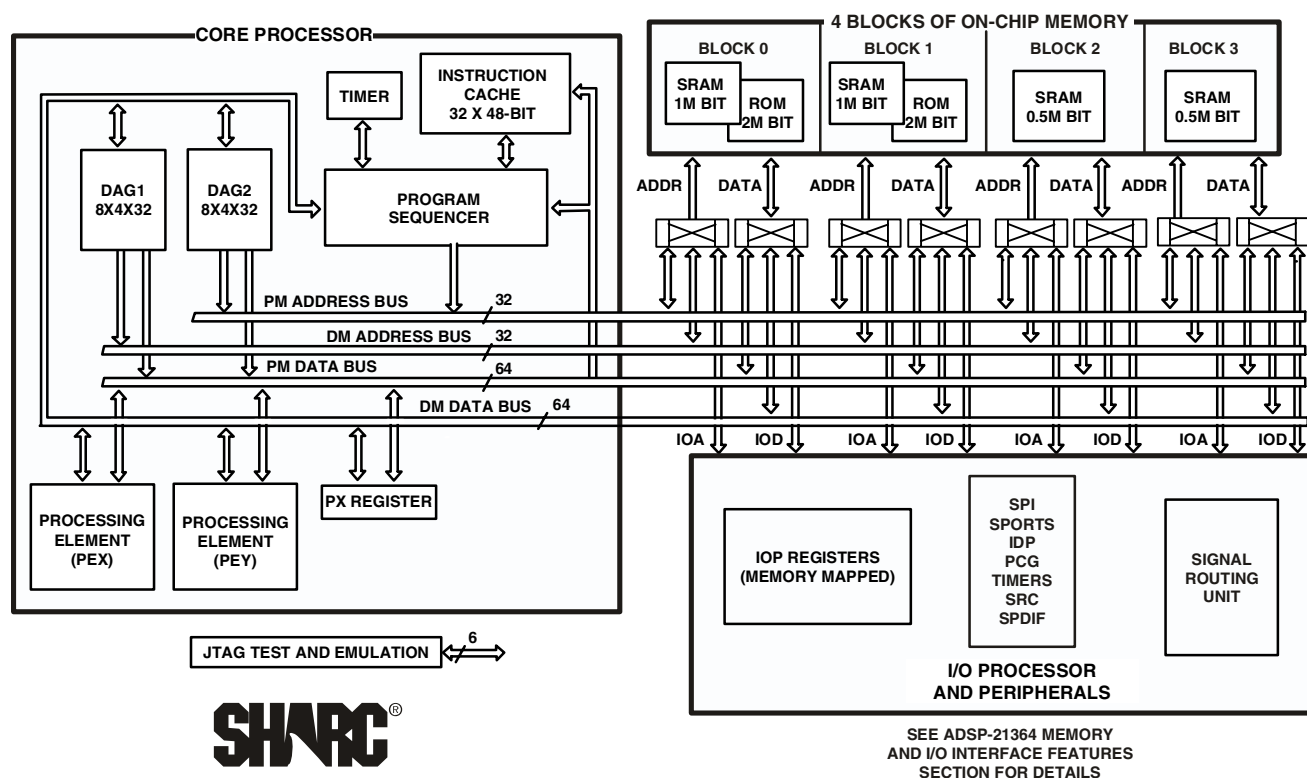 CORE PROCESSOR
TIMER
INSTRUCTION
CACHE
32 X 48-BIT
DAG1
8X4X32
DAG2
8X4X32
PROGRAM
SEQUENCER
PM ADDRESS BUS
32
DM ADDRESS BUS
32
PM DATA BUS
64
DM DATA BUS
64
PROCESSING
ELEMENT
(PEX)
PROCESSING
ELEMENT
(PEY)
PX REGISTER
JTAG TEST AND EMULATION
6
SHARC®
4 BLOCKS OF ON-CHIP MEMORY
BLOCK 0
BLOCK 1
BLOCK 2
BLOCK 3
SRAM
1M BIT
ROM
2M BIT
SRAM
1M BIT
ROM
2M BIT
SRAM
0.5M BIT
SRAM
0.5M BIT
ADDR
DATA
ADDR
DATA
ADDR
DATA
ADDR
DATA
IOA
IOD
IOA
IOD
IOA
IOD
IOA
IOD
IOP REGISTERS
(MEMORY MAPPED)
SPI
SPORTS
IDP
PCG
TIMERS
SRC
SPDIF
SIGNAL
ROUTING
UNIT
I/O PROCESSOR
AND PERIPHERALS
SEE ADSP-21364 MEMORY
AND I/O INTERFACE FEATURES
SECTION FOR DETAILS